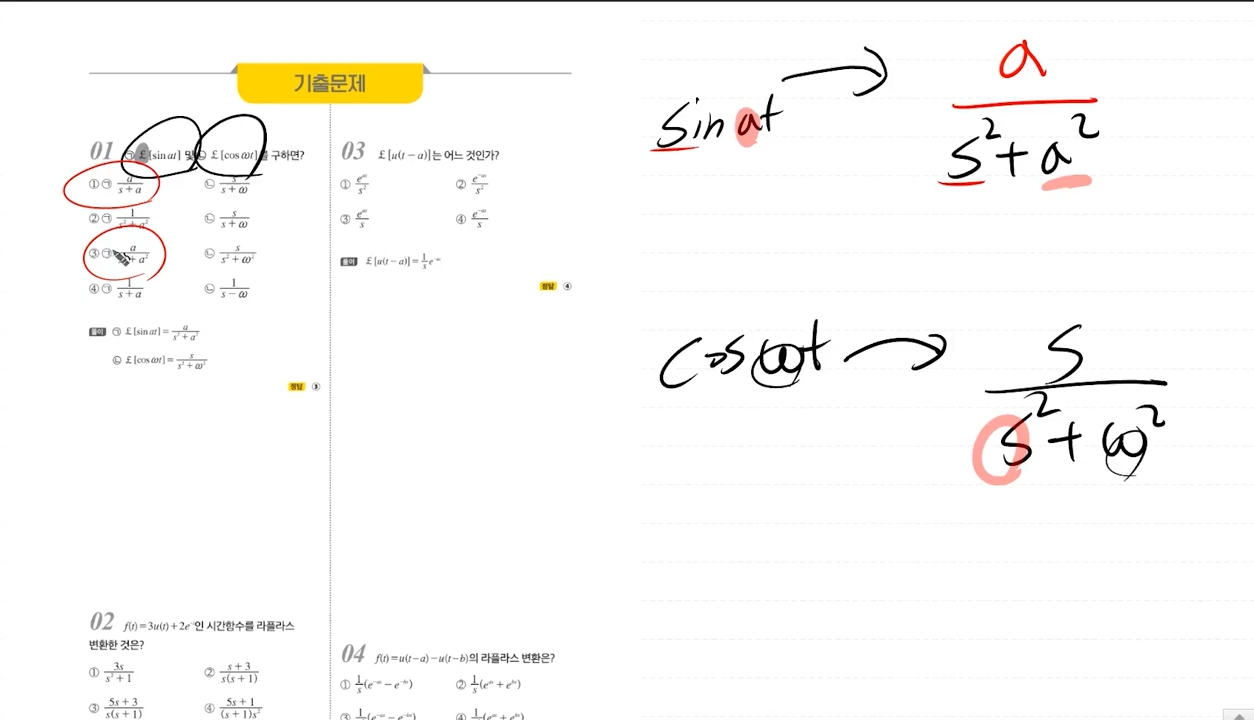 기출문제
01 ㉠ £[sin at] 및 ㉡ £[cos ωt]를 구하면?
① ㉠ a/(s+a) ㉡ s/(s+ω)
② ㉠ 1/(s²+a²) ㉡ s/(s+ω)
③ ㉠ a/(s²+a²) ㉡ s/(s²+ω²)
④ ㉠ 1/(s+a) ㉡ 1/(s-ω)
풀이 ㉠ £[sin at] = a/(s²+a²)
㉡ £[cos ωt] = s/(s²+ω²)
정답 ③
02 f(t)=3u(t)+2e⁻ᵗ인 시간함수를 라플라스
변환한 것은?
① 3s/(s²+1) ② (s+3)/(s(s+1))
③ (5s+3)/(s(s+1)) ④ (5s+1)/((s+1)s²)
03 £[u(t-a)]는 어느 것인가?
① eᵃˢ/s² ② e⁻ᵃˢ/s²
③ eᵃˢ/s ④ e⁻ᵃˢ/s
풀이 £[u(t-a)] = 1/s e⁻ᵃˢ
정답 ④
04 f(t)=u(t-a)-u(t-b)의 라플라스 변환은?
① 1/s(e⁻ᵃˢ-e⁻ᵇˢ) ② 1/s(eᵃˢ+eᵇˢ)
sin at → a/(s²+a²)
cos ωt → s/(s²+ω²)